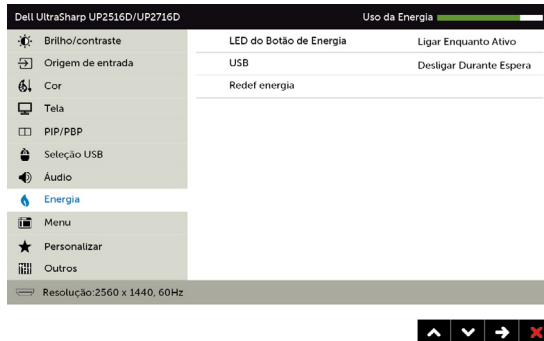 Dell UltraSharp UP2516D/UP2716D Uso da Energia
Brilho/contraste LED do Botão de Energia Ligar Enquanto Ativo
Origem de entrada USB Desligar Durante Espera
Cor Redef energia
Tela
PIP/PBP
Seleção USB
Áudio
Energia
Menu
Personalizar
Outros
Resolução:2560 x 1440, 60Hz